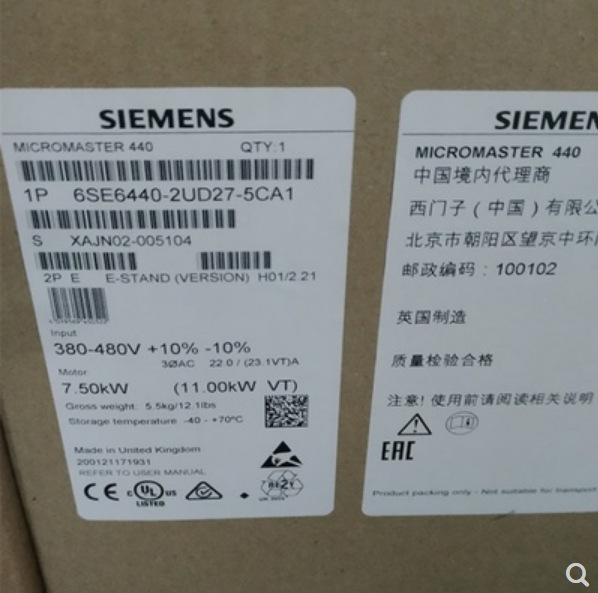 SIEMENS
MICROMASTER 440 QTY:1
1P 6SE6440-2UD27-5CA1
S XAJN02-005104
2P E E-STAND (VERSION) H01/2.21
Input
380-480V +10% -10%
3ØAC 22.0 / (23.1VT)A
Motor
7.50kW (11.00kW VT)
Gross weight: 5.5kg/12.1lbs
Storage temperature -40 - +70°C
Made in United Kingdom
200121171931
REFER TO USER MANUAL
CE C UL US
LISTED
SIEMEN
MICROMASTER 440
中国境内代理商
西门子（中国）有限公
北京市朝阳区望京中环
邮政编码：100102
英国制造
质量检验合格
注意! 使用前请阅读相关说明
EAC
Product packing only - Not suitable for transport